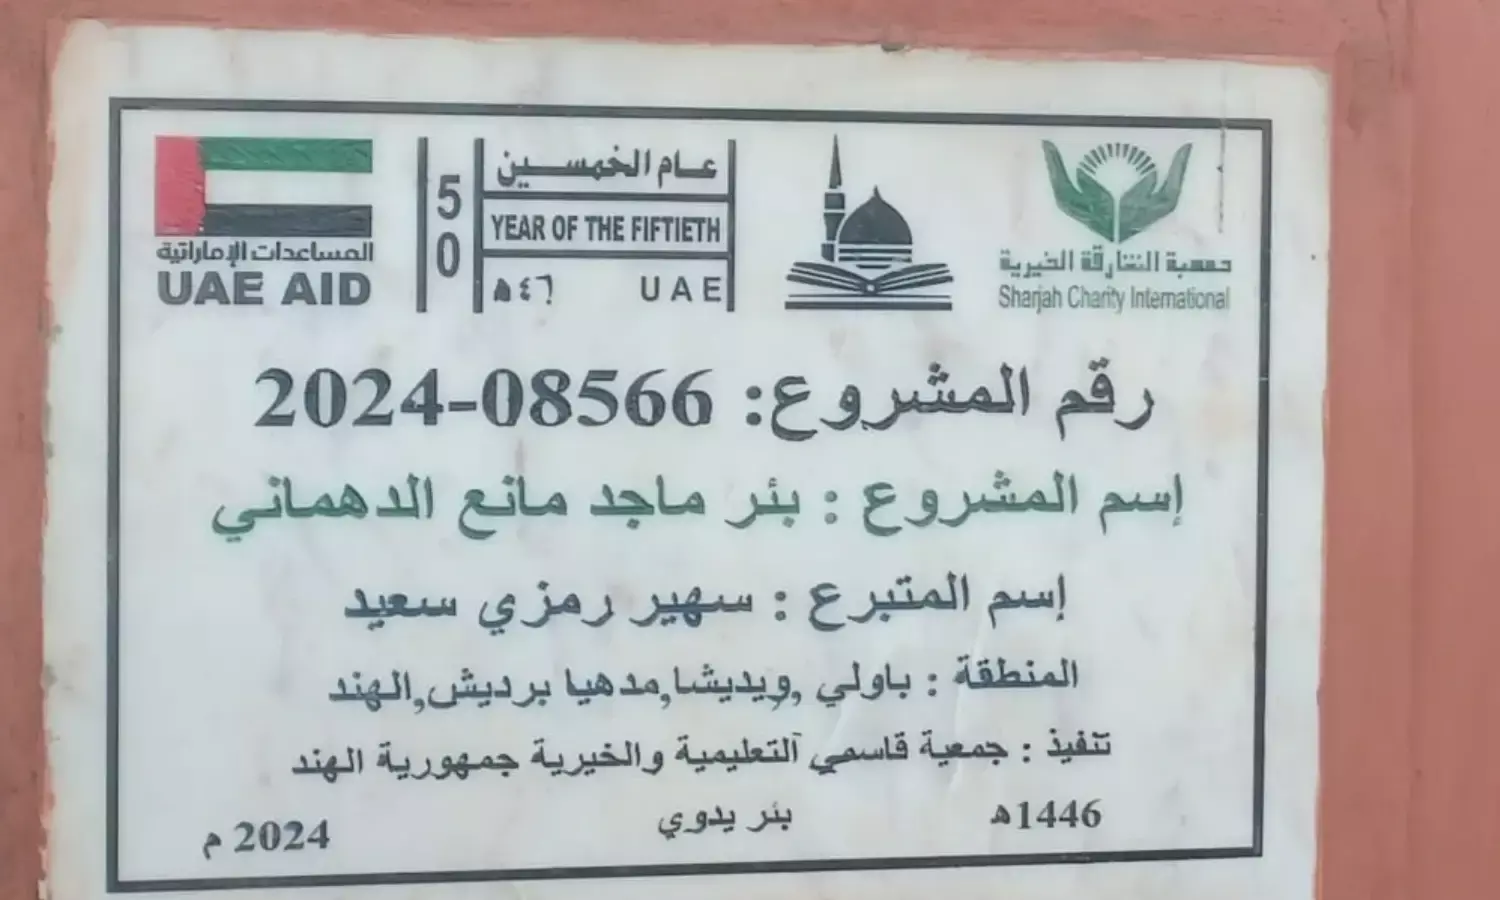 المساعدات الإماراتية
UAE AID
50
عام الخمسين
YEAR OF THE FIFTIETH
UAE
جمعية الشارقة الخيرية
Sharjah Charity International
رقم المشروع: 2024-08566
إسم المشروع : بئر ماجد مانع الدهماني
إسم المتبرع : سهير رمزي سعيد
المنطقة : باولي ,ويديشا,مدهيا برديش,الهند
تنفيذ : جمعية قاسمي التعليمية والخيرية جمهورية الهند
1446ه بئر يدوي 2024 م